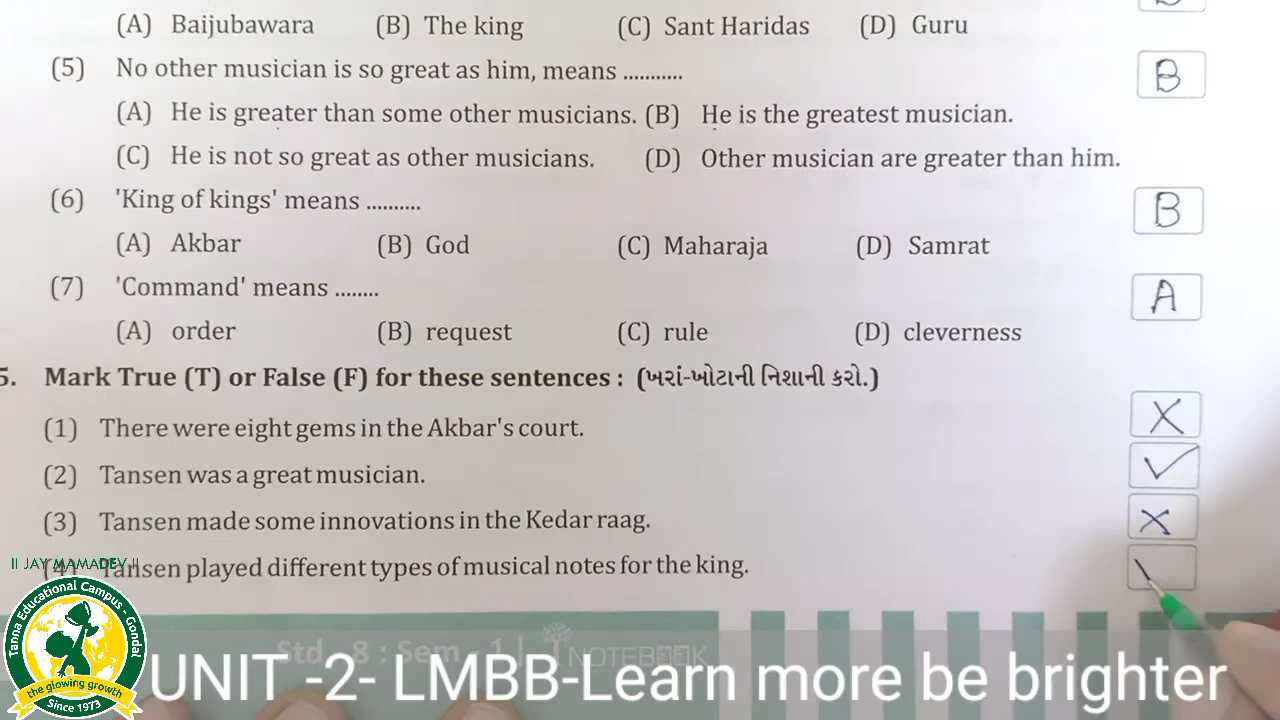 (A) Baijubawara (B) The king (C) Sant Haridas (D) Guru
(5) No other musician is so great as him, means ........... B
(A) He is greater than some other musicians. (B) He is the greatest musician.
(C) He is not so great as other musicians. (D) Other musician are greater than him.
(6) 'King of kings' means .......... B
(A) Akbar (B) God (C) Maharaja (D) Samrat
(7) 'Command' means ........ A
(A) order (B) request (C) rule (D) cleverness
5. Mark True (T) or False (F) for these sentences : (ખરાં-ખોટાની નિશાની કરો.)
(1) There were eight gems in the Akbar's court. X
(2) Tansen was a great musician. ✓
(3) Tansen made some innovations in the Kedar raag. X
(4) Tansen played different types of musical notes for the king.
II JAY MAMADEV II
Tanna Educational Campus - Gondal
the glowing growth
Since 1973
Std - 8 : Sem - 1 | NOTEBOOK
UNIT -2- LMBB-Learn more be brighter